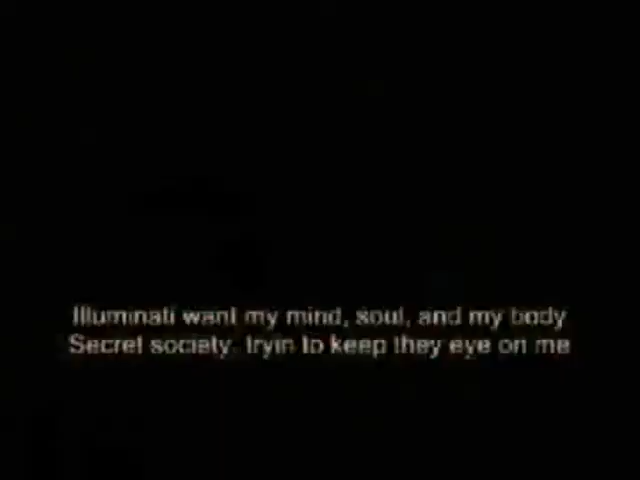 Illuminati want my mind, soul, and my body
Secret society, tryin to keep they eye on me